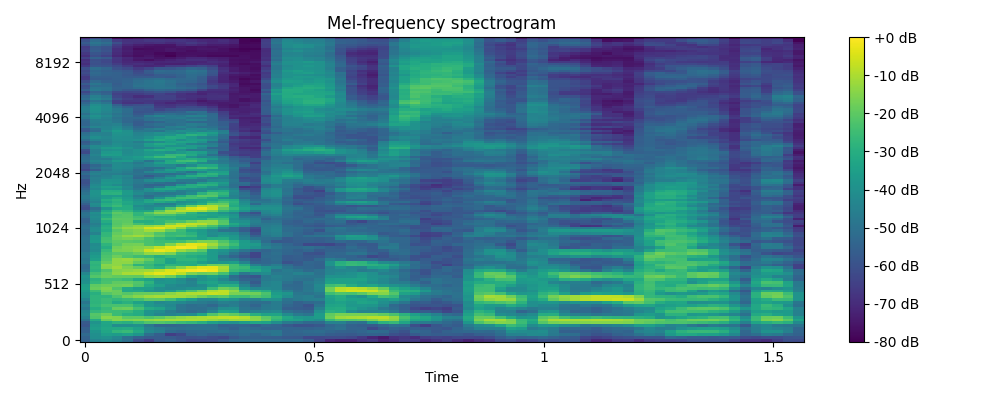 Mel-frequency spectrogram
+0 dB
8192
-10 dB
4096
-20 dB
-30 dB
2048
Hz
-40 dB
1024
-50 dB
512
-60 dB
-70 dB
0
-80 dB
0
0.5
1
1.5
Time